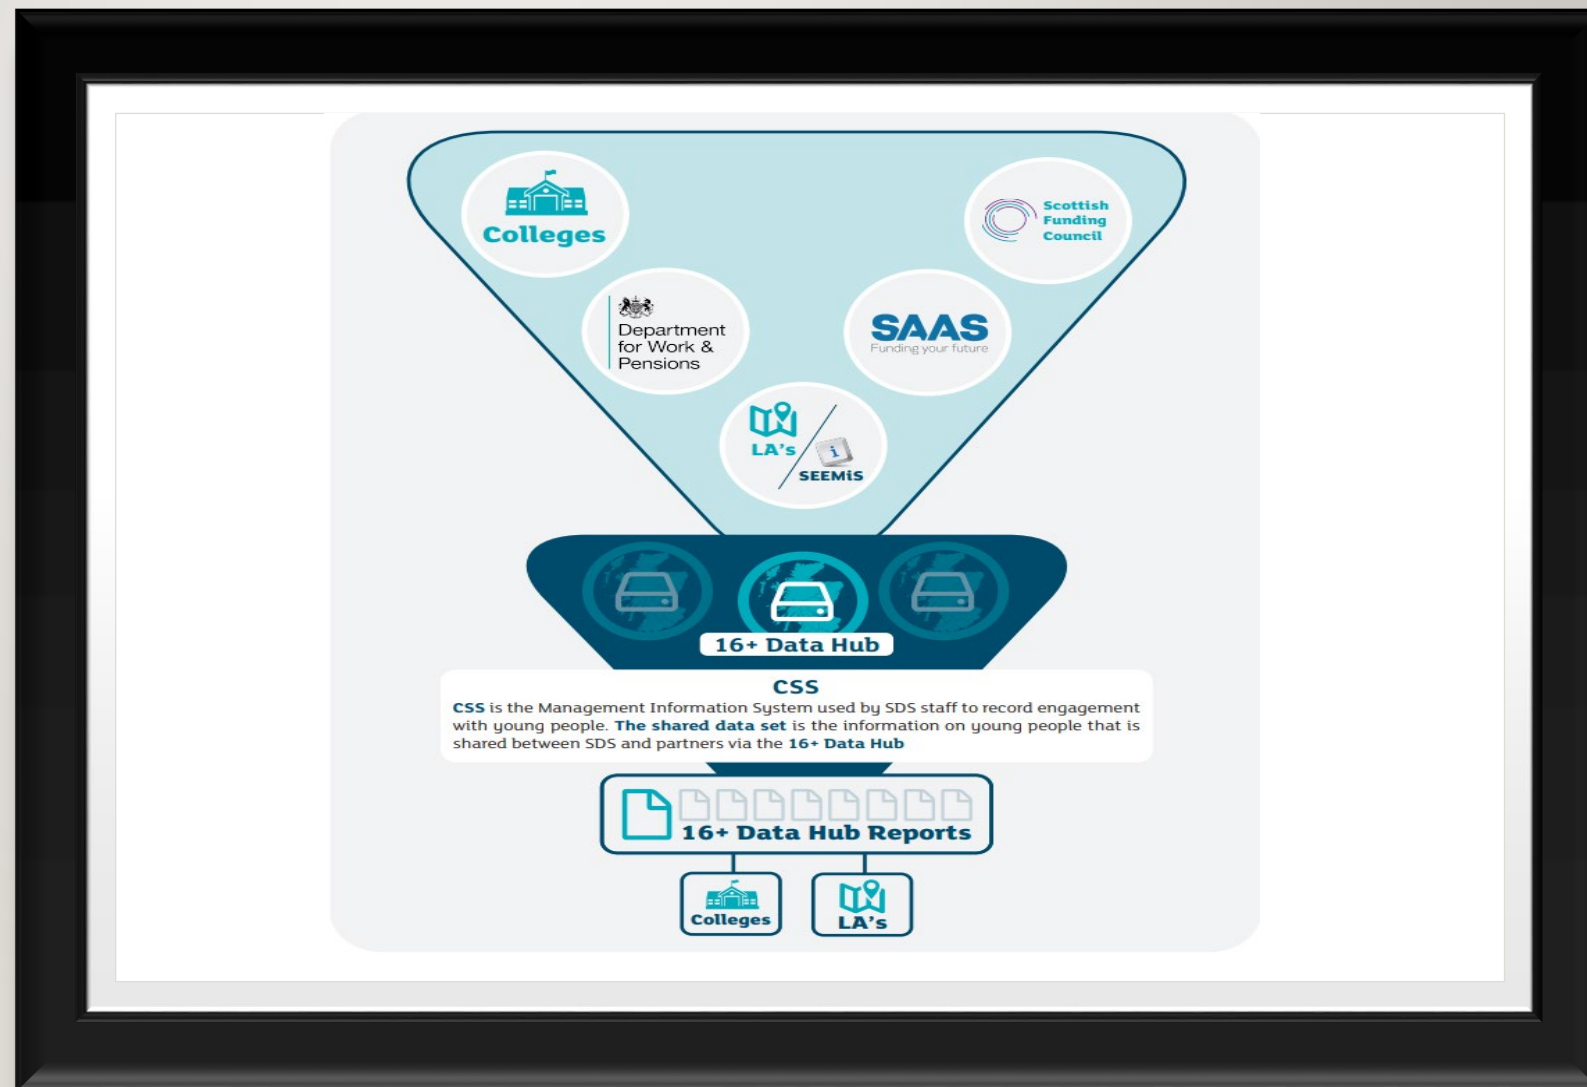 Colleges
Scottish
Funding
Council
Department
for Work &
Pensions
SAAS
Funding your future
LA's
i
SEEMiS
16+ Data Hub
CSS
CSS is the Management Information System used by SDS staff to record engagement
with young people. The shared data set is the information on young people that is
shared between SDS and partners via the 16+ Data Hub
16+ Data Hub Reports
Colleges
LA's